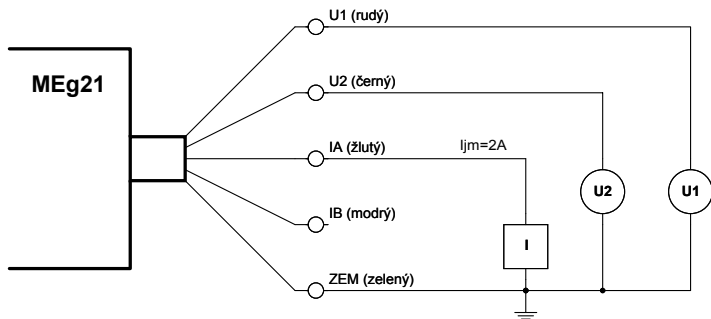 U1 (rudý)
MEg21
U2 (černý)
IA (žlutý)
Ijm=2A
U2
U1
IB (modrý)
I
ZEM (zelený)